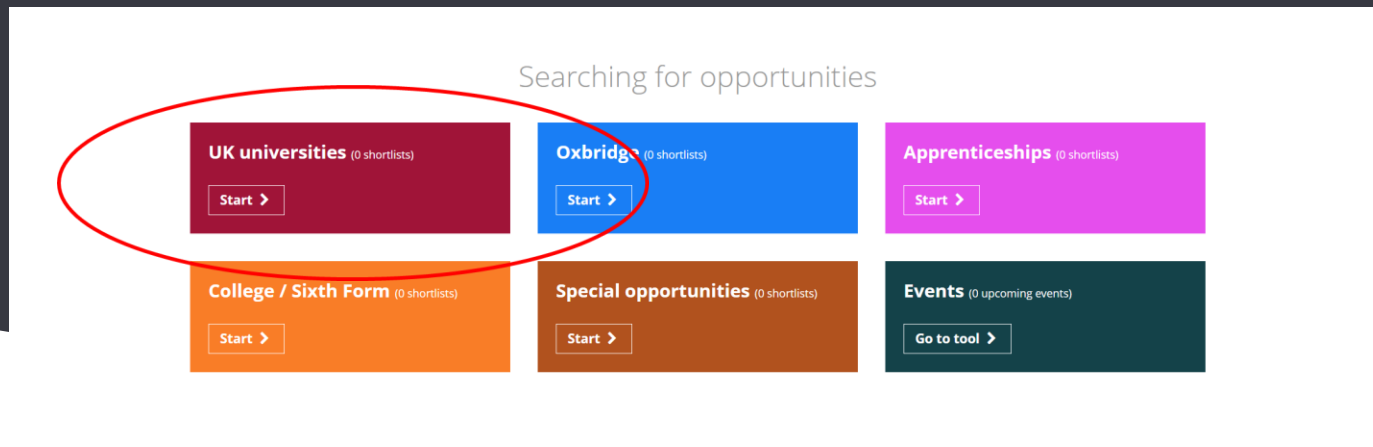 Searching for opportunities
UK universities (0 shortlists)
Start
Oxbridge (0 shortlists)
Start
Apprenticeships (0 shortlists)
Start
College / Sixth Form (0 shortlists)
Start
Special opportunities (0 shortlists)
Start
Events (0 upcoming events)
Go to tool